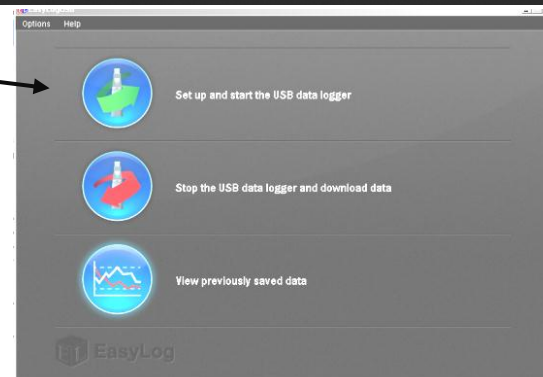 Options Help
Set up and start the USB data logger
Stop the USB data logger and download data
View previously saved data
EasyLog